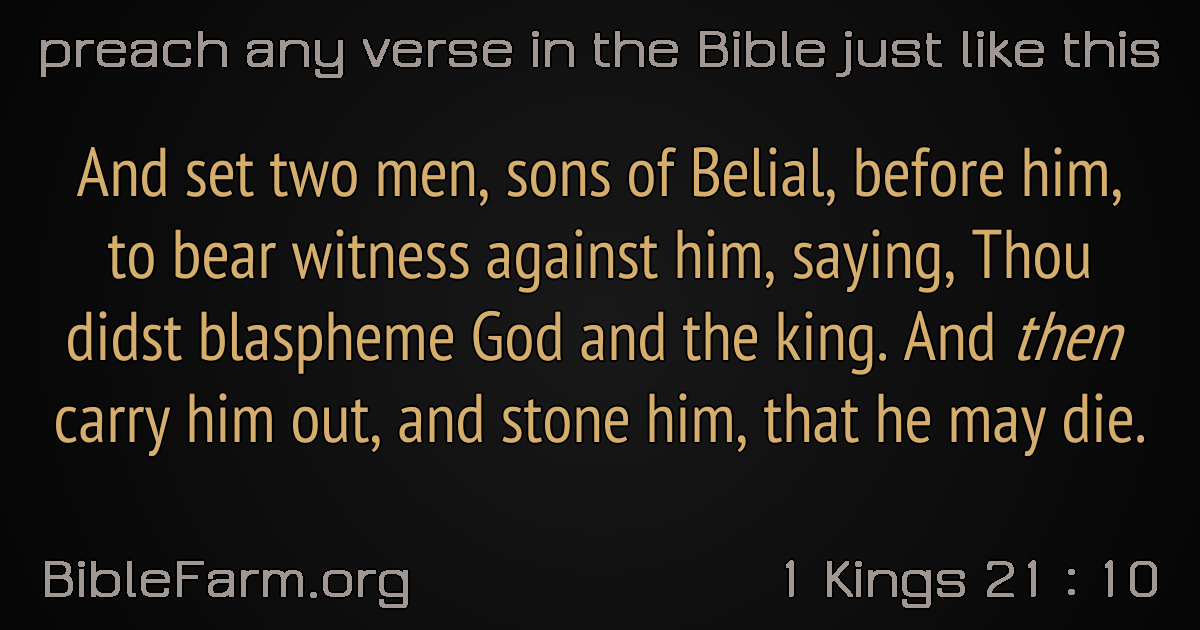 preach any verse in the Bible just like this
And set two men, sons of Belial, before him,
to bear witness against him, saying, Thou
didst blaspheme God and the king. And then
carry him out, and stone him, that he may die.
BibleFarm.org
1 Kings 21 : 10